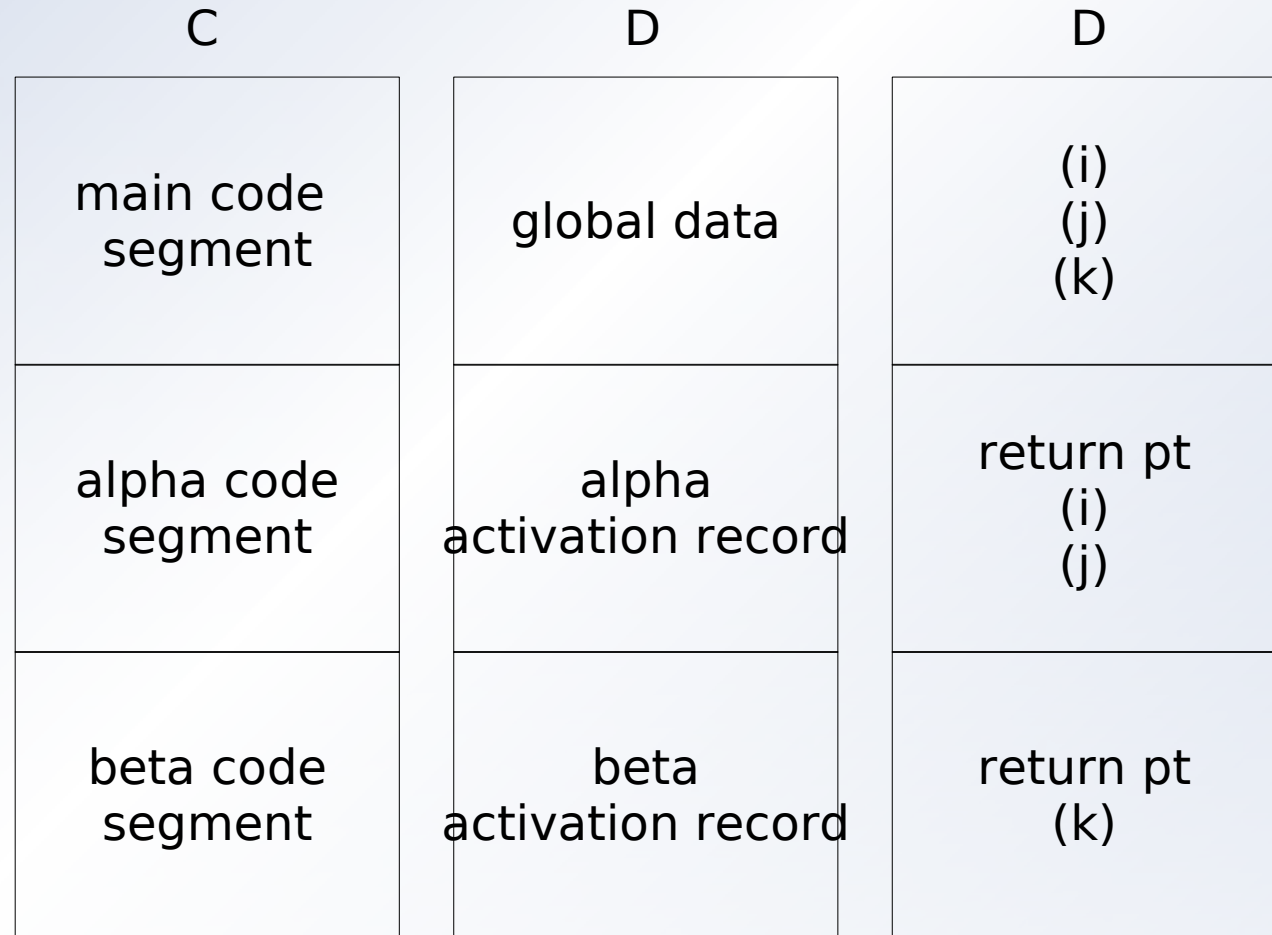 C
D
D
main code
segment
global data
(i)
(j)
(k)
alpha code
segment
alpha
activation record
return pt
(i)
(j)
beta code
segment
beta
activation record
return pt
(k)